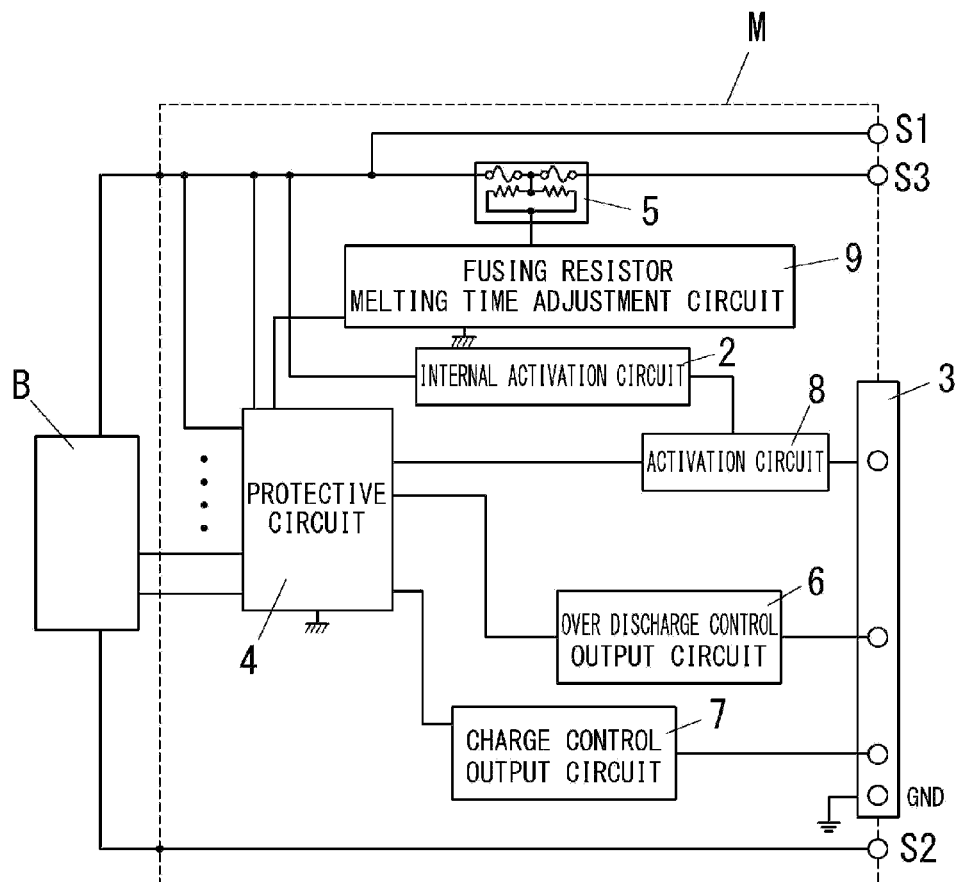 M
S1
S3
5
FUSING RESISTOR
MELTING TIME ADJUSTMENT CIRCUIT
9
INTERNAL ACTIVATION CIRCUIT
2
B
3
8
ACTIVATION CIRCUIT
PROTECTIVE
CIRCUIT
4
OVER DISCHARGE CONTROL
OUTPUT CIRCUIT
6
CHARGE CONTROL
OUTPUT CIRCUIT
7
GND
S2